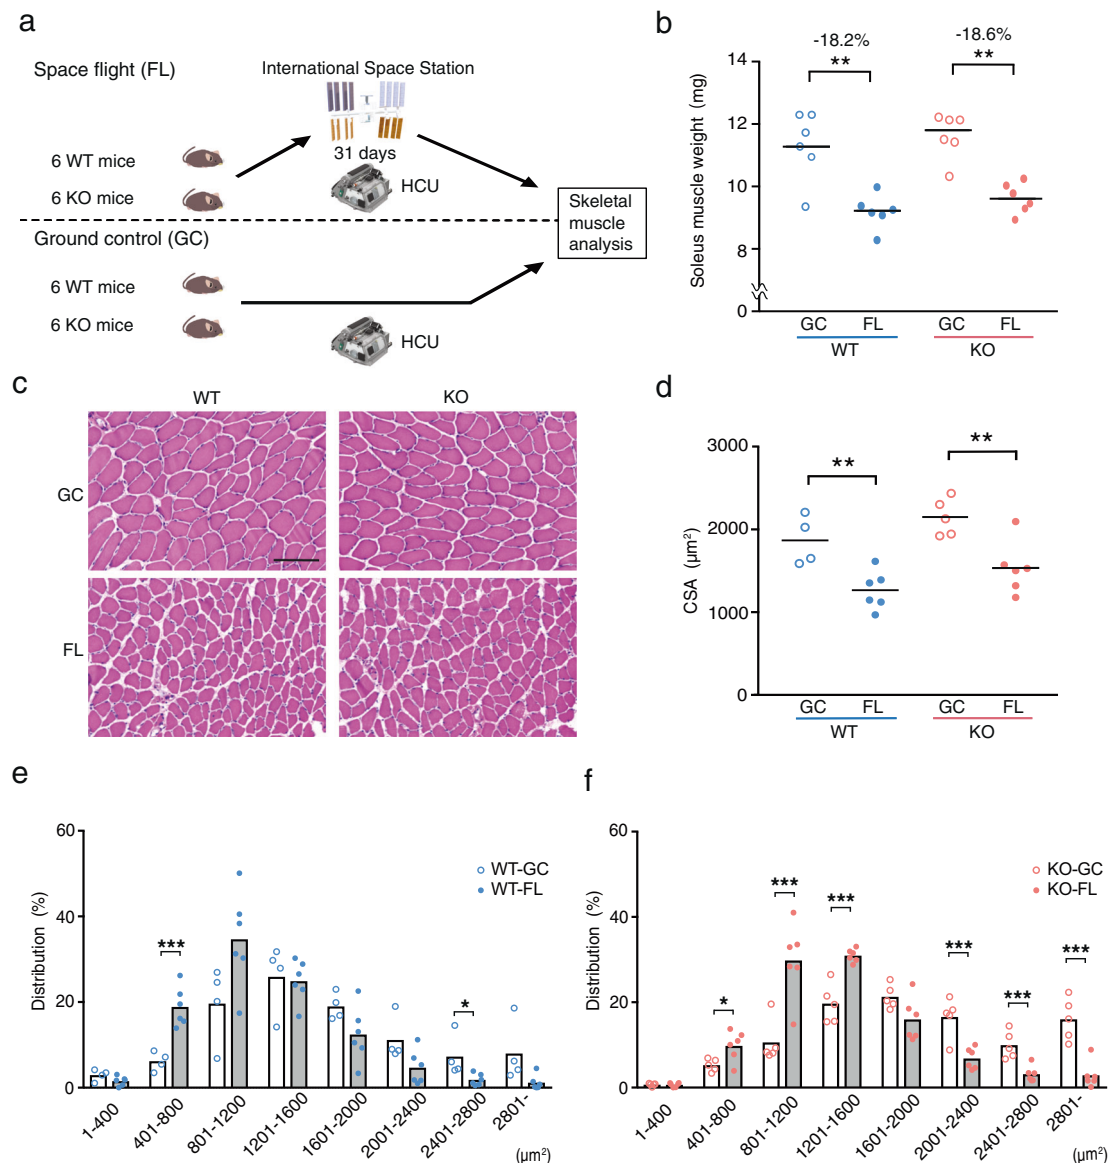 a
Space flight (FL)
International Space Station
6 WT mice
31 days
6 KO mice
HCU
Ground control (GC)
6 WT mice
6 KO mice
HCU
Skeletal
muscle
analysis
b
-18.2%
-18.6%
**
**
Soleus muscle weight (mg)
14
12
10
8
0
GC
FL
GC
FL
WT
KO
c
WT
KO
GC
FL
d
**
**
CSA (µm²)
3000
2000
1000
0
GC
FL
GC
FL
WT
KO
e
Distribution (%)
60
40
20
0
WT-GC
WT-FL
***
*
1-400
401-800
801-1200
1201-1600
1601-2000
2001-2400
2401-2800
2801-
(µm²)
f
Distribution (%)
60
40
20
0
KO-GC
KO-FL
*
***
***
***
***
***
1-400
401-800
801-1200
1201-1600
1601-2000
2001-2400
2401-2800
2801-
(µm²)